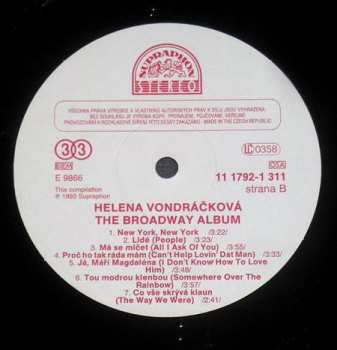 SUPRAPHON
STEREO
VŠECHNA PRÁVA VÝROBCE A VLASTNÍKŮ AUTORSKÝCH PRÁV K DÍLU JSOU VYHRAZENA.
BEZ SOUHLASU JE VÝROBA KOPIÍ, PRONÁJEM, PŮJČOVÁNÍ, VEŘEJNÉ
PROVOZOVÁNÍ A ROZHLASOVÉ ŠÍŘENÍ TÉTO DESKY ZAKÁZÁNO - MADE IN THE CZECH REPUBLIC
33
LC 0358
E 9866
OSA
This compilation
℗ 1993 Supraphon
11 1792-1 311
strana B
HELENA VONDRÁČKOVÁ
THE BROADWAY ALBUM
1. New York, New York /3:22/
2. Lidé (People) /3:23/
3. Má se mlčet (All I Ask Of You) /3:55/
4. Proč ho tak ráda mám (Can't Help Lovin' Dat Man) /3:23/
5. Já, Máří Magdaléna (I Don't Know How To Love
Him) /3:48/
6. Tou modrou klenbou (Somewhere Over The
Rainbow) /3:57/
7. Co vše skrývá klaun
(The Way We Were) /2:41/